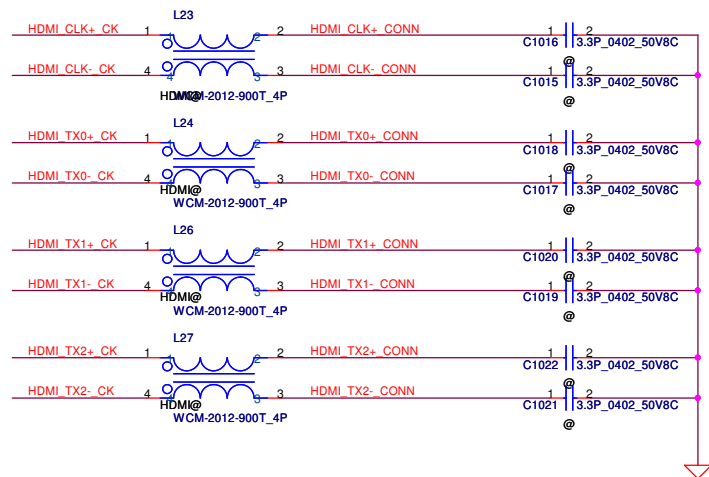 L23
HDMI_CLK+_CK 1 2 HDMI_CLK+_CONN 1 2
C1016 3.3P_0402_50V8C
@
HDMI_CLK-_CK 4 3 HDMI_CLK-_CONN 1 2
C1015 3.3P_0402_50V8C
HDMI@ WCM-2012-900T_4P
@
L24
HDMI_TX0+_CK 1 2 HDMI_TX0+_CONN 1 2
C1018 3.3P_0402_50V8C
@
HDMI_TX0-_CK 4 3 HDMI_TX0-_CONN 1 2
HDMI@ C1017 3.3P_0402_50V8C
WCM-2012-900T_4P
@
L26
HDMI_TX1+_CK 1 2 HDMI_TX1+_CONN 1 2
C1020 3.3P_0402_50V8C
@
HDMI_TX1-_CK 4 3 HDMI_TX1-_CONN 1 2
HDMI@ C1019 3.3P_0402_50V8C
WCM-2012-900T_4P
@
L27
HDMI_TX2+_CK 1 2 HDMI_TX2+_CONN 1 2
C1022 3.3P_0402_50V8C
@
HDMI_TX2-_CK 4 3 HDMI_TX2-_CONN 1 2
HDMI@ C1021 3.3P_0402_50V8C
WCM-2012-900T_4P
@